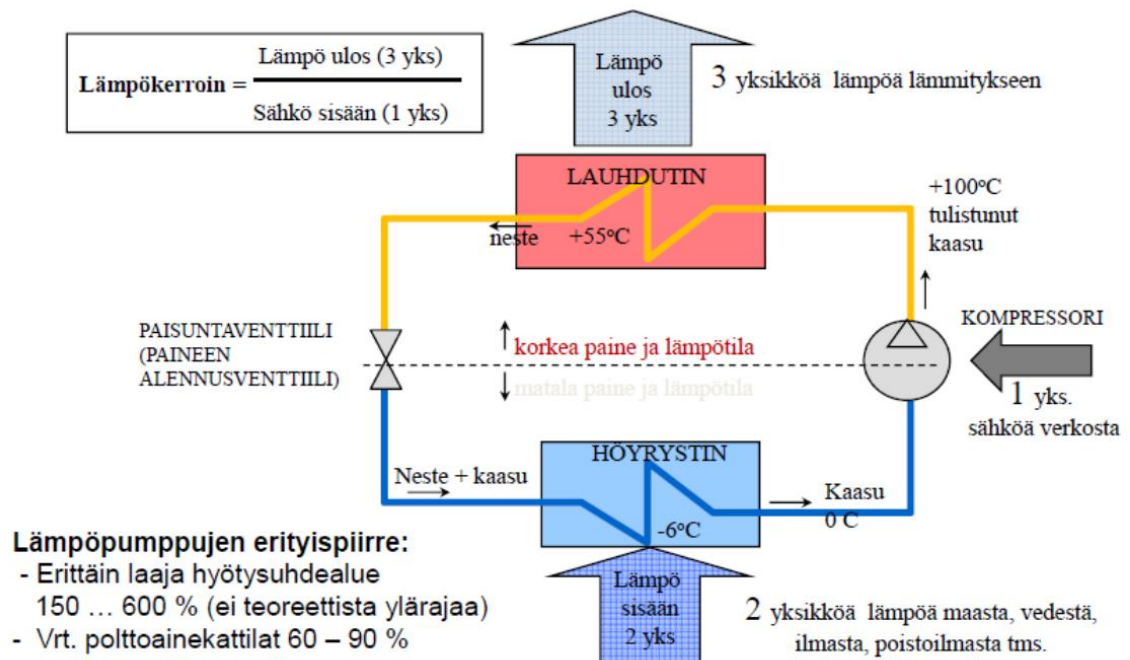 Lämpökerroin =
Lämpö ulos (3 yks)
Sähkö sisään (1 yks)
Lämpö
ulos
3 yks
3 yksikköä lämpöä lämmitykseen
LAUHDUTIN
+55°C
neste
+100°C
tulistunut
kaasu
PAISUNTAVENTTIILI
(PAINEEN
ALENNUSVENTTIILI)
korkea paine ja lämpötila
matala paine ja lämpötila
KOMPRESSORI
1 yks.
sähköä verkosta
HÖYRYSTIN
Neste + kaasu
-6°C
Kaasu
0 C
Lämpö
sisään
2 yks
2 yksikköä lämpöä maasta, vedestä,
ilmasta, poistoilmasta tms.
Lämpöpumppujen erityispiirre:
- Erittäin laaja hyötysuhdealue
150 … 600 % (ei teoreettista ylärajaa)
- Vrt. polttoainekattilat 60 – 90 %